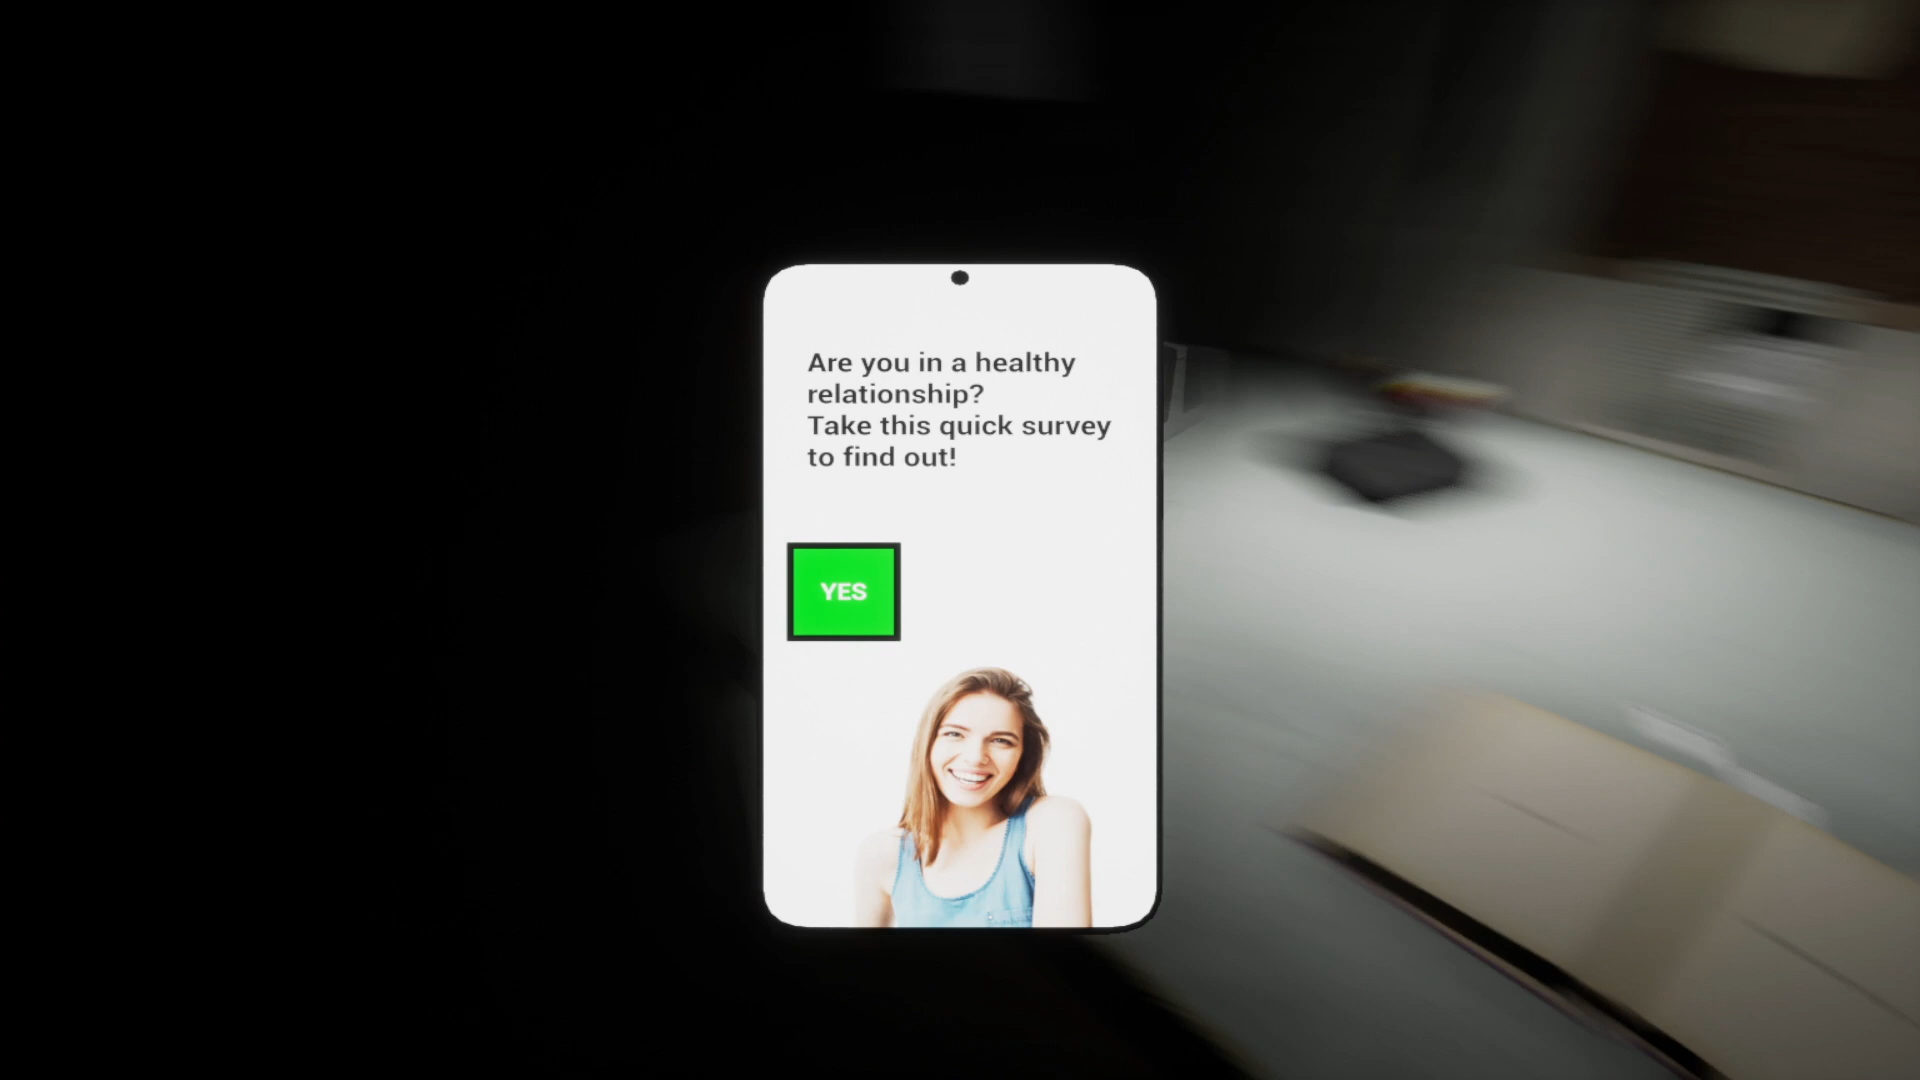 Are you in a healthy
relationship?
Take this quick survey
to find out!
YES